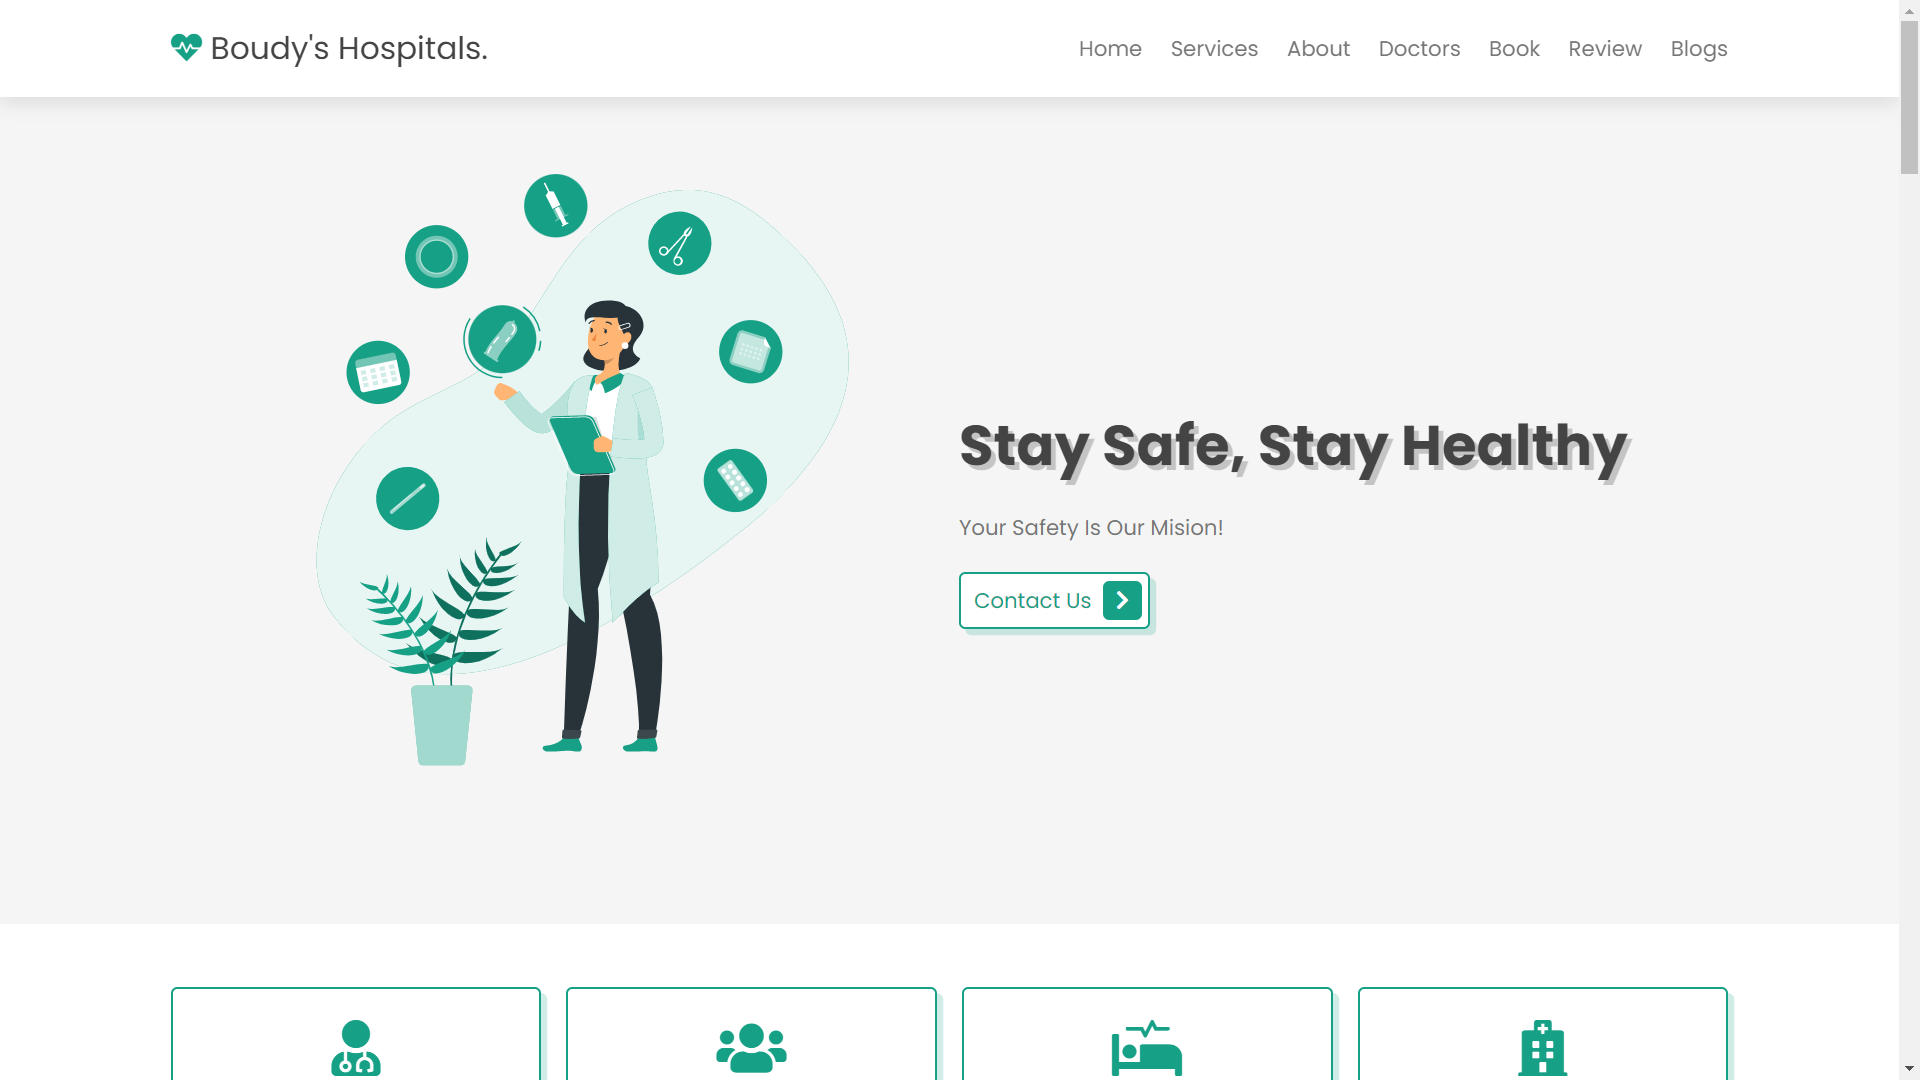 Boudy's Hospitals.
Home Services About Doctors Book Review Blogs
Stay Safe, Stay Healthy
Your Safety Is Our Mision!
Contact Us